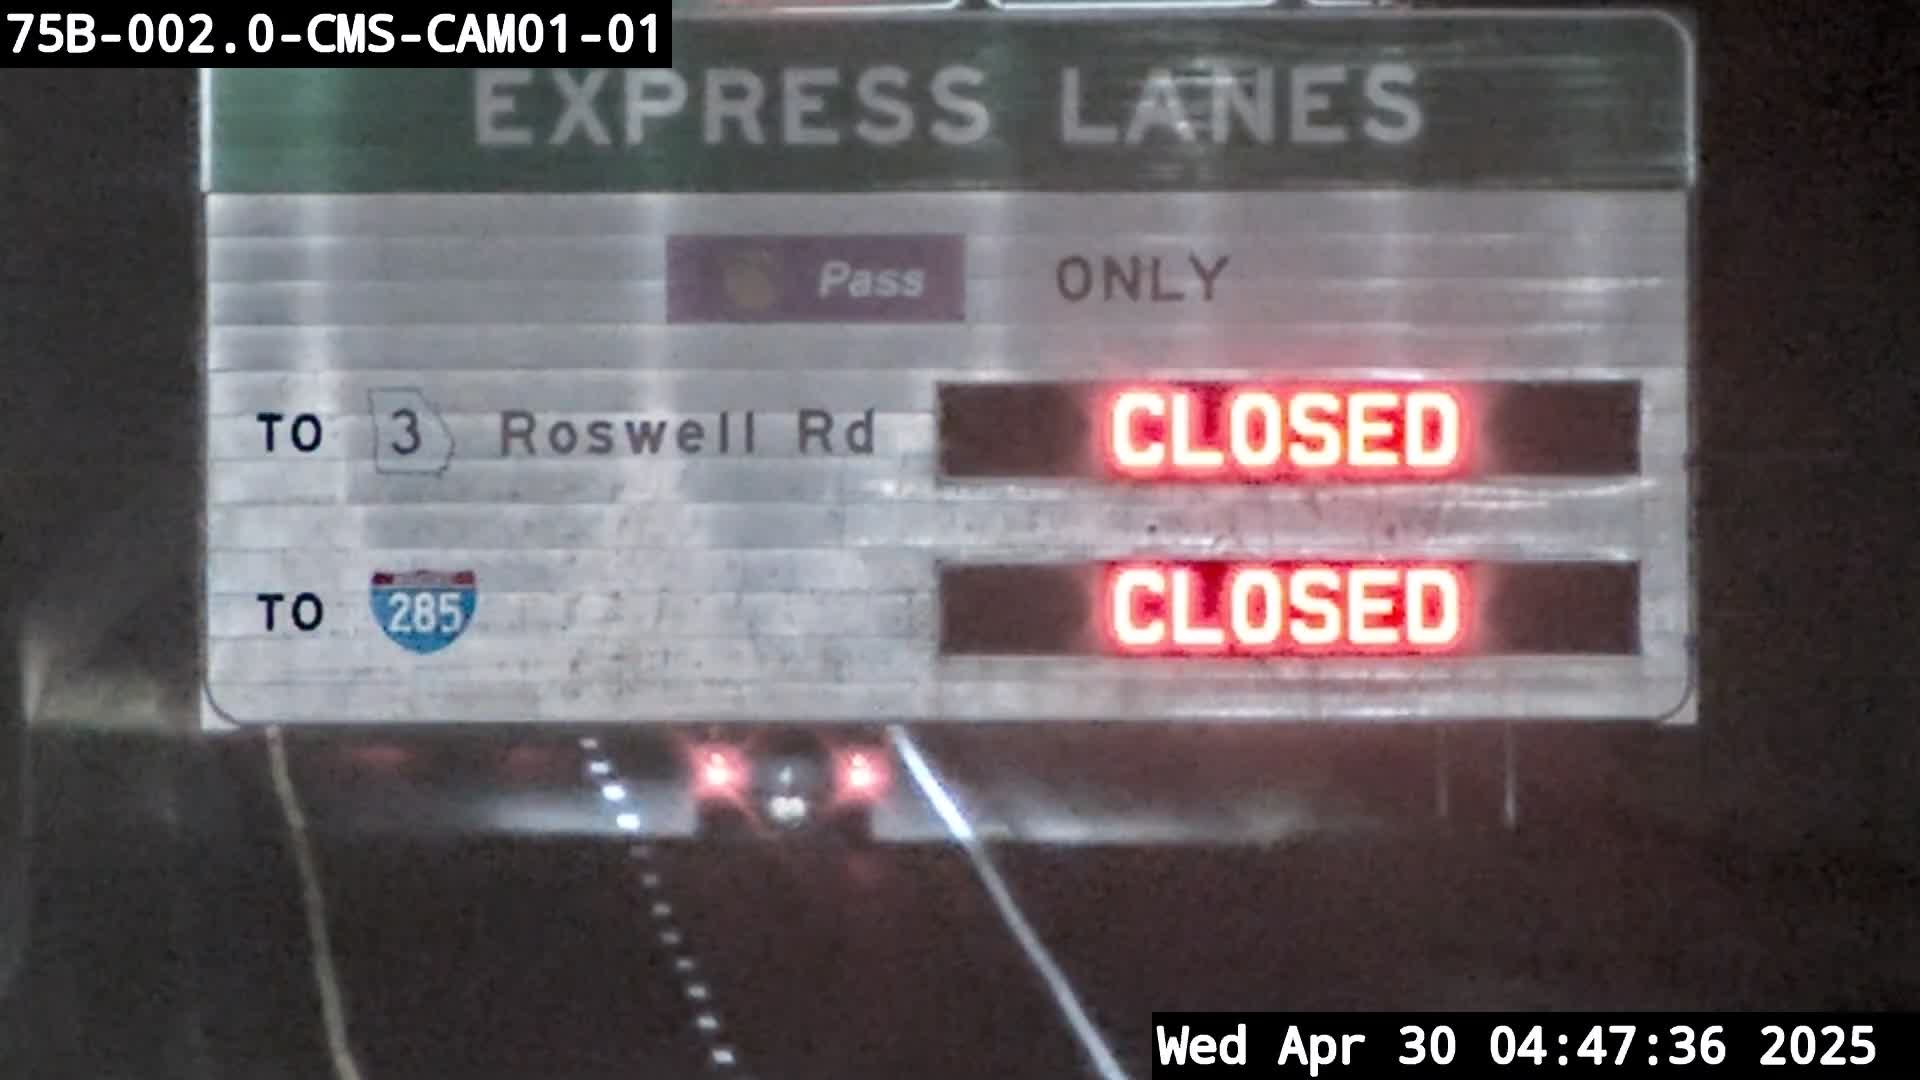 75B-002.0-CMS-CAM01-01
EXPRESS LANES
Pass ONLY
TO 3 Roswell Rd CLOSED
TO 285 CLOSED
Wed Apr 30 04:47:36 2025